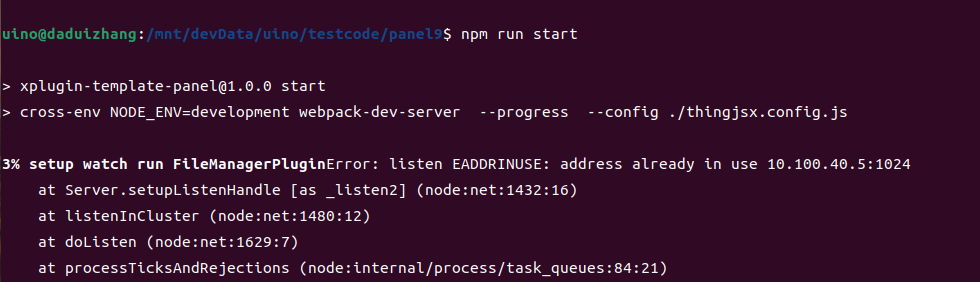 uino@daduizhang:/mnt/devData/uino/testcode/panel9$ npm run start
> xplugin-template-panel@1.0.0 start
> cross-env NODE_ENV=development webpack-dev-server  --progress  --config ./thingjsx.config.js
3% setup watch run FileManagerPluginError: listen EADDRINUSE: address already in use 10.100.40.5:1024
    at Server.setupListenHandle [as _listen2] (node:net:1432:16)
    at listenInCluster (node:net:1480:12)
    at doListen (node:net:1629:7)
    at processTicksAndRejections (node:internal/process/task_queues:84:21)